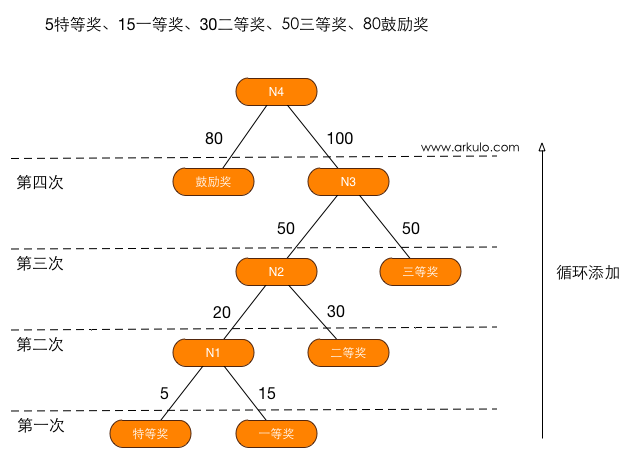 5特等奖、15一等奖、30二等奖、50三等奖、80鼓励奖
N4
80
100
www.arkulo.com
第四次
鼓励奖
N3
50
50
第三次
N2
三等奖
循环添加
20
30
第二次
N1
二等奖
5
15
第一次
特等奖
一等奖